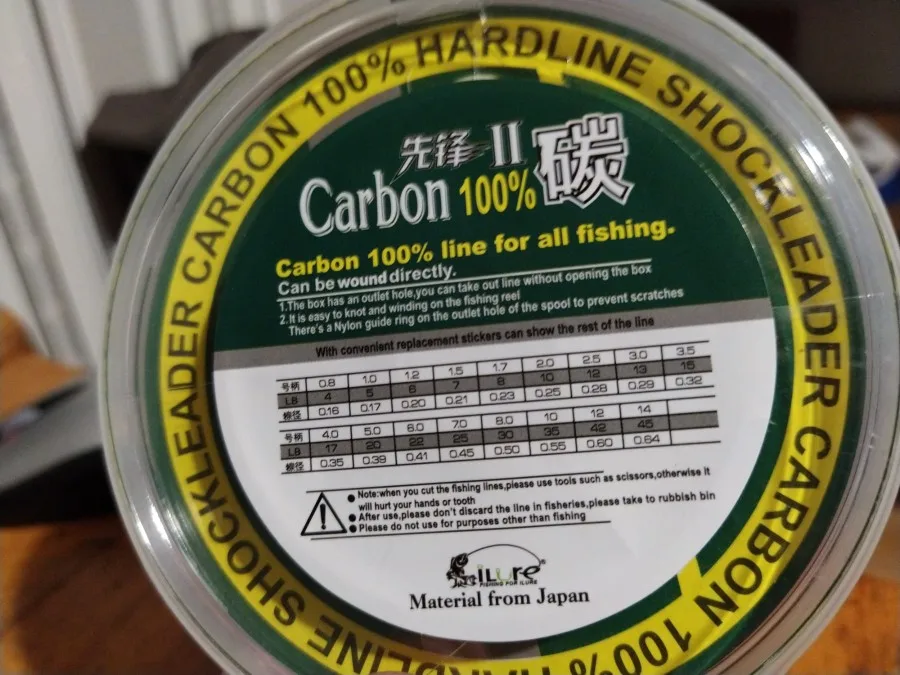 CARBON 100% HARDLINE SHOCKLEADER CARBON 100% HARDLINE SHOCKLEADER
先锋 II 碳
Carbon 100%
Carbon 100% line for all fishing.
Can be wound directly.
1.The box has an outlet hole,you can take out line without opening the box
2.It is easy to knot and winding on the fishing reel
There's a Nylon guide ring on the outlet hole of the spool to prevent scratches
With convenient replacement stickers can show the rest of the line
号柄 0.8 1.0 1.2 1.5 1.7 2.0 2.5 3.0 3.5
LB 4 5 6 7 8 10 12 13 15
線径 0.16 0.17 0.20 0.21 0.23 0.25 0.28 0.29 0.32
号柄 4.0 5.0 6.0 7.0 8.0 10 12 14
LB 17 20 22 25 30 35 42 45
線径 0.35 0.39 0.41 0.45 0.50 0.55 0.60 0.64
Note:when you cut the fishing lines,please use tools such as scissors,otherwise it
will hurt your hands or tooth
After use,please don't discard the line in fisheries,please take to rubbish bin
Please do not use for purposes other than fishing
iLure®
FISHING FOR ILURE
Material from Japan